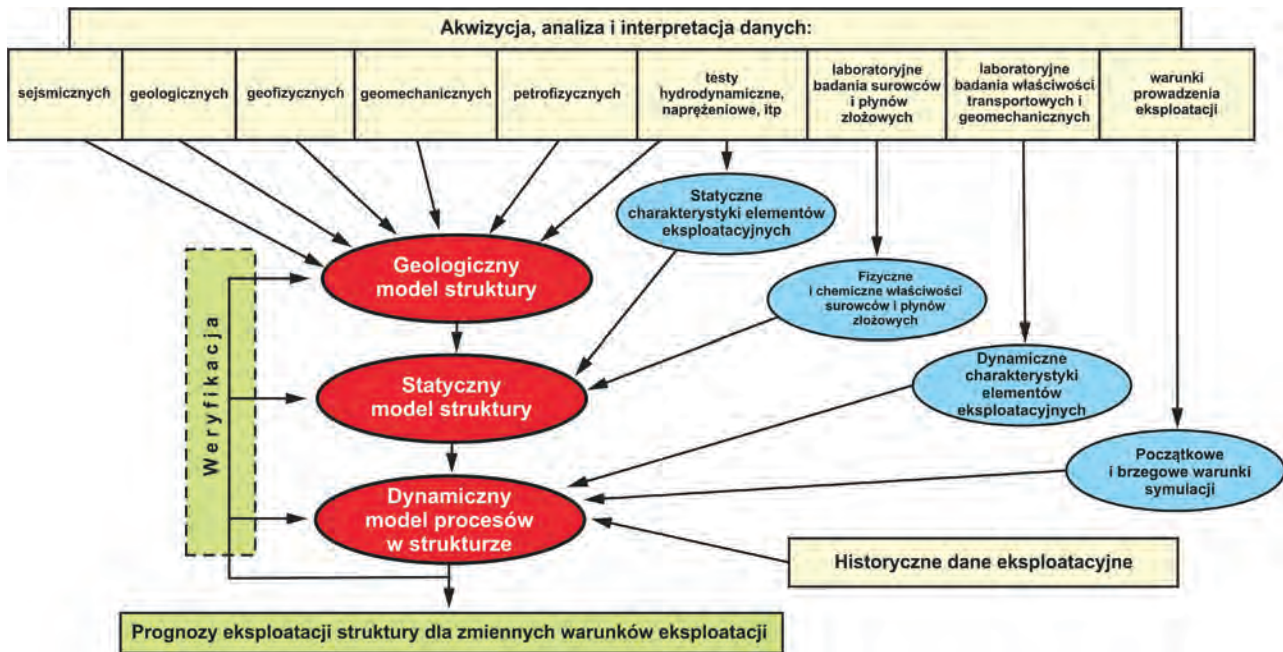 Akwizycja, analiza i interpretacja danych:
sejsmicznych
geologicznych
geofizycznych
geomechanicznych
petrofizycznych
testy
hydrodynamiczne,
naprężeniowe, itp
laboratoryjne
badania surowców
i płynów
złożowych
laboratoryjne
badania właściwości
transportowych i
geomechanicznych
warunki
prowadzenia
eksploatacji
Statyczne
charakterystyki elementów
eksploatacyjnych
Geologiczny
model struktury
Fizyczne
i chemiczne właściwości
surowców i płynów
złożowych
Weryfikacja
Statyczny
model struktury
Dynamiczne
charakterystyki
elementów
eksploatacyjnych
Początkowe
i brzegowe warunki
symulacji
Dynamiczny
model procesów
w strukturze
Historyczne dane eksploatacyjne
Prognozy eksploatacji struktury dla zmiennych warunków eksploatacji